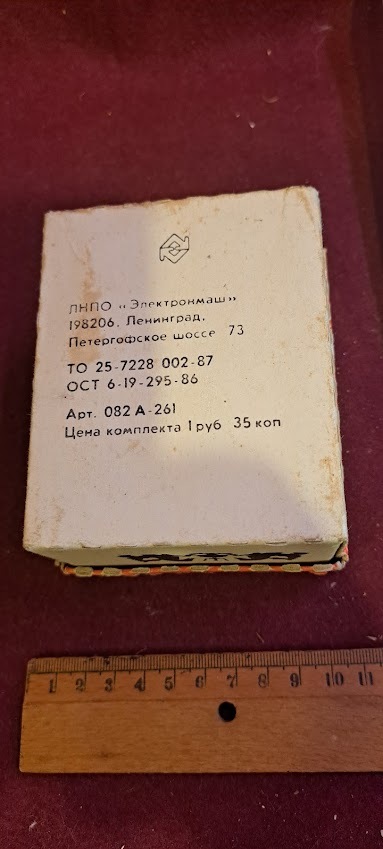 ЛНПО «Электронмаш»
198206, Ленинград,
Петергофское шоссе 73
ТО 25-7228 002-87
ОСТ 6-19-295-86
Арт. 082 А-261
Цена комплекта 1 руб 35 коп
1 2 3 4 5 6 7 8 9 10 11